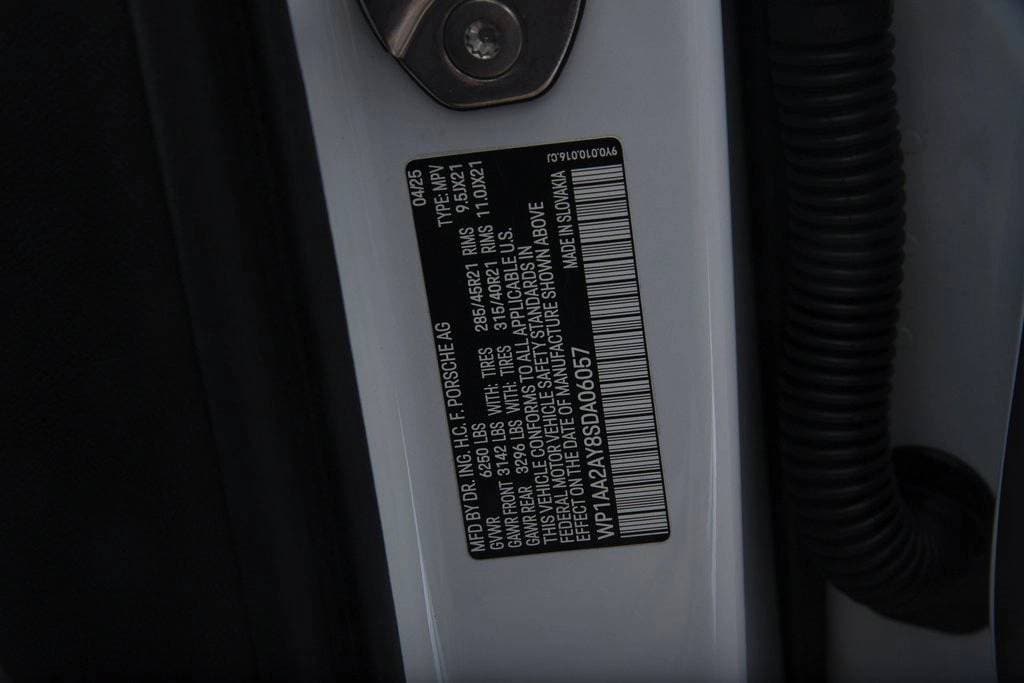 MFD BY DR. ING. H.C. F. PORSCHE AG 04/25
GVWR 6250 LBS TYPE: MPV
GAWR FRONT 3142 LBS WITH: TIRES 285/45R21 RIMS 9.5JX21
GAWR REAR 3296 LBS WITH: TIRES 315/40R21 RIMS 11.0JX21
THIS VEHICLE CONFORMS TO ALL APPLICABLE U.S.
FEDERAL MOTOR VEHICLE SAFETY STANDARDS IN
EFFECT ON THE DATE OF MANUFACTURE SHOWN ABOVE
WP1AA2AY8SDA06057 MADE IN SLOVAKIA
9Y0.010.016.CJ